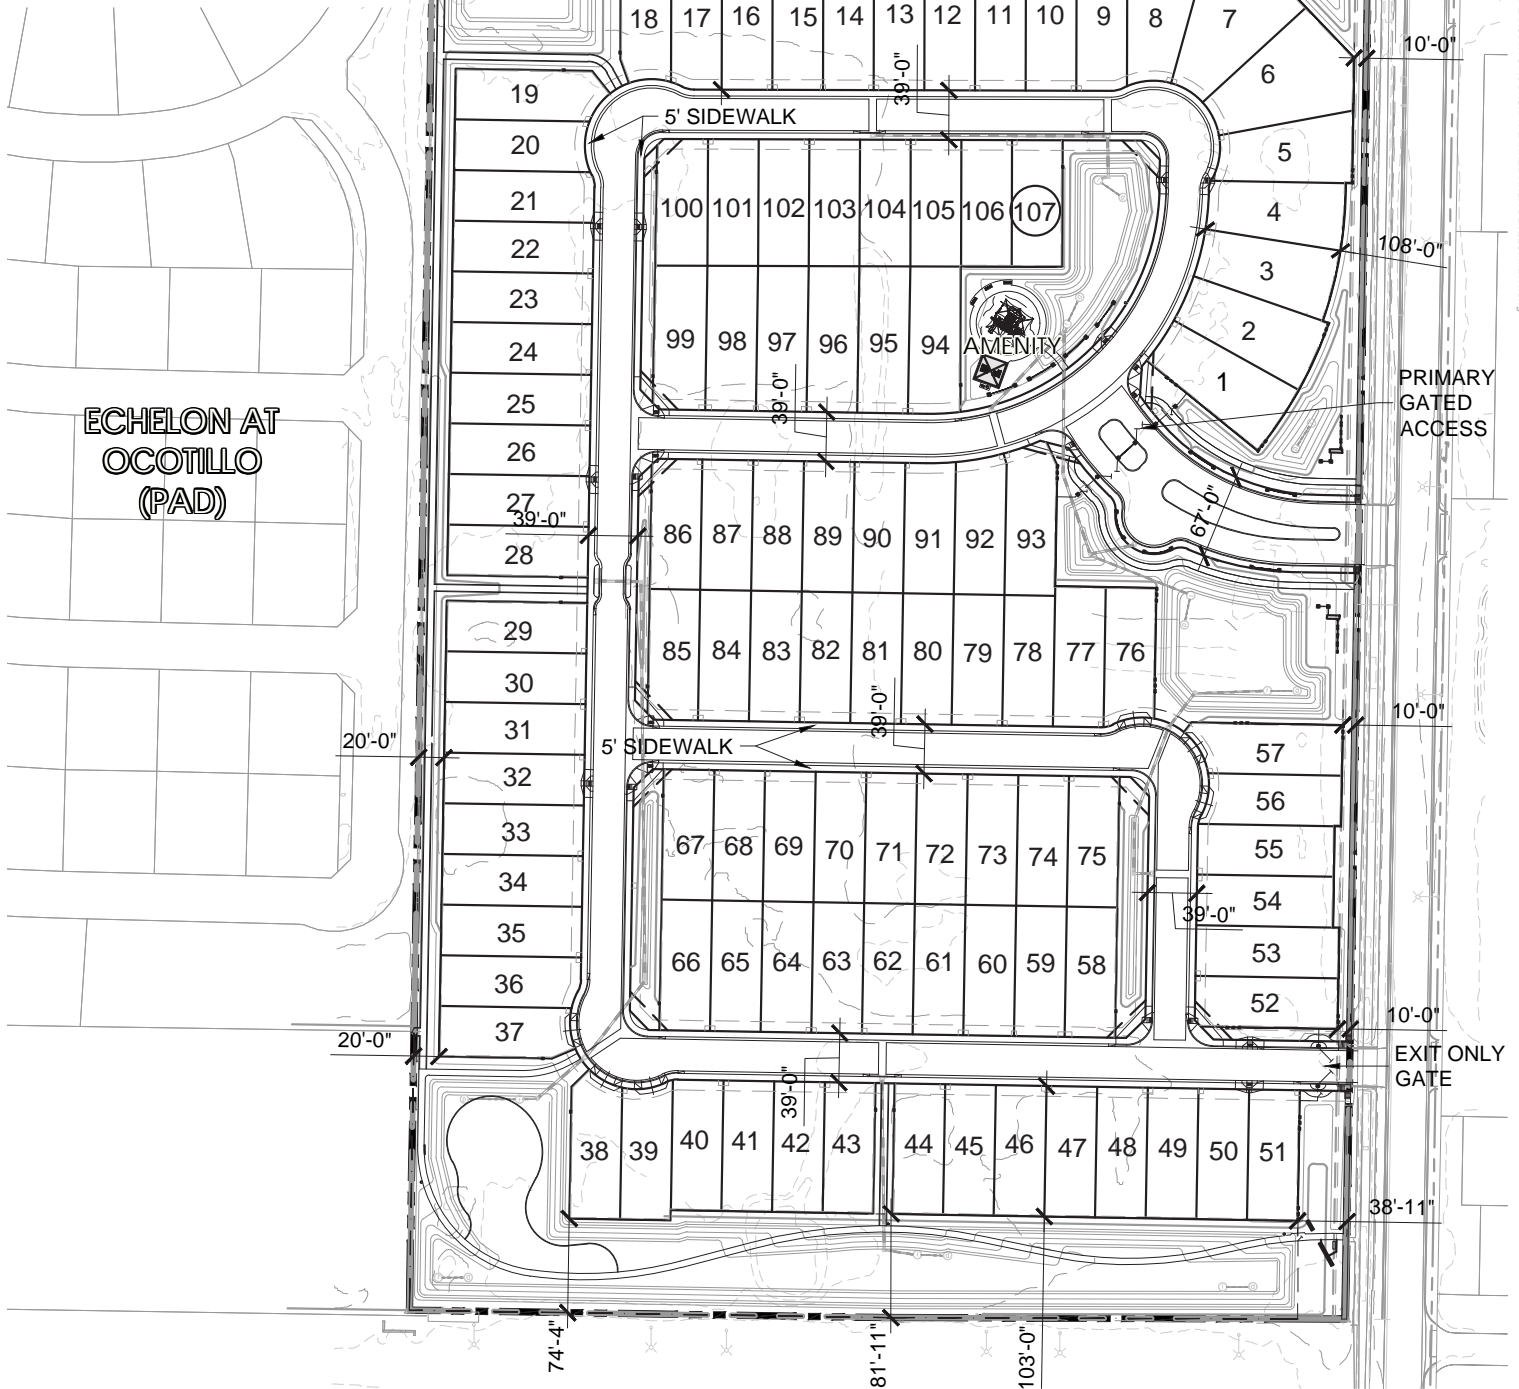 18 17 16 15 14 13 12 11 10 9 8 7
10'-0"
6
19
39'-0"
5' SIDEWALK
20
5
21
100 101 102 103 104 105 106 107
4
22
108'-0"
3
23
2
99 98 97 96 95 94
AMENITY
24
1
PRIMARY
GATED
ACCESS
39'-0"
25
ECHELON AT
OCOTILLO
(PAD)
26
27
39'-0"
67'-0"
28
86 87 88 89 90 91 92 93
29
85 84 83 82 81 80 79 78 77 76
30
39'-0"
10'-0"
31
20'-0"
5' SIDEWALK
57
32
56
33
67 68 69 70 71 72 73 74 75
55
34
54
39'-0"
35
53
66 65 64 63 62 61 60 59 58
36
52
37
10'-0"
20'-0"
EXIT ONLY
GATE
39'-0"
38 39 40 41 42 43 44 45 46 47 48 49 50 51
38'-11"
74'-4"
81'-11"
103'-0"